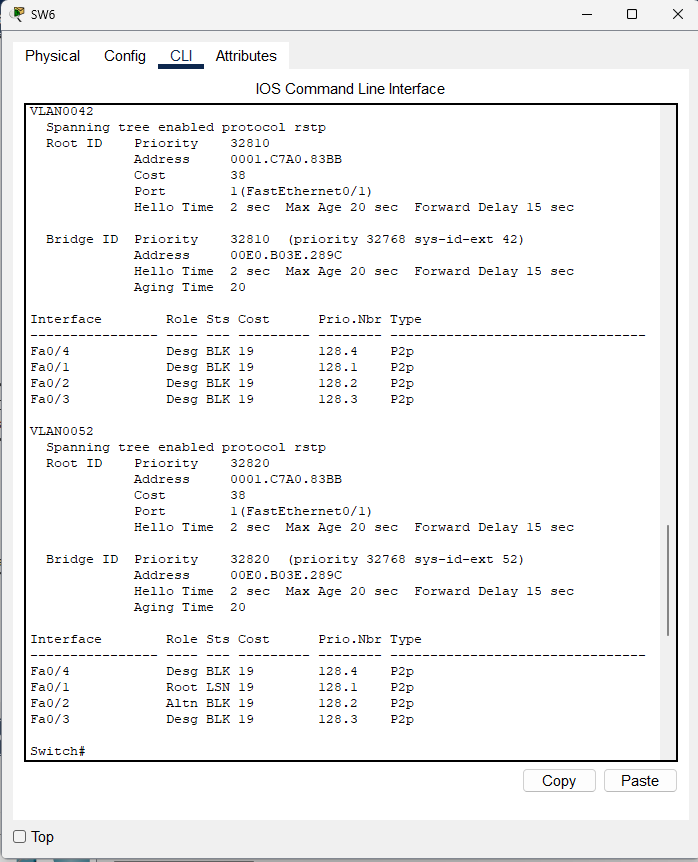 SW6
Physical Config CLI Attributes
IOS Command Line Interface
VLAN0042
  Spanning tree enabled protocol rstp
  Root ID    Priority    32810
             Address     0001.C7A0.83BB
             Cost        38
             Port        1(FastEthernet0/1)
             Hello Time  2 sec  Max Age 20 sec  Forward Delay 15 sec

  Bridge ID  Priority    32810  (priority 32768 sys-id-ext 42)
             Address     00E0.B03E.289C
             Hello Time  2 sec  Max Age 20 sec  Forward Delay 15 sec
             Aging Time  20

Interface        Role Sts Cost      Prio.Nbr Type
---------------- ---- --- --------- -------- --------------------------------
Fa0/4            Desg BLK 19        128.4    P2p
Fa0/1            Desg BLK 19        128.1    P2p
Fa0/2            Desg BLK 19        128.2    P2p
Fa0/3            Desg BLK 19        128.3    P2p

VLAN0052
  Spanning tree enabled protocol rstp
  Root ID    Priority    32820
             Address     0001.C7A0.83BB
             Cost        38
             Port        1(FastEthernet0/1)
             Hello Time  2 sec  Max Age 20 sec  Forward Delay 15 sec

  Bridge ID  Priority    32820  (priority 32768 sys-id-ext 52)
             Address     00E0.B03E.289C
             Hello Time  2 sec  Max Age 20 sec  Forward Delay 15 sec
             Aging Time  20

Interface        Role Sts Cost      Prio.Nbr Type
---------------- ---- --- --------- -------- --------------------------------
Fa0/4            Desg BLK 19        128.4    P2p
Fa0/1            Root LSN 19        128.1    P2p
Fa0/2            Altn BLK 19        128.2    P2p
Fa0/3            Desg BLK 19        128.3    P2p

Switch#
Copy Paste
Top